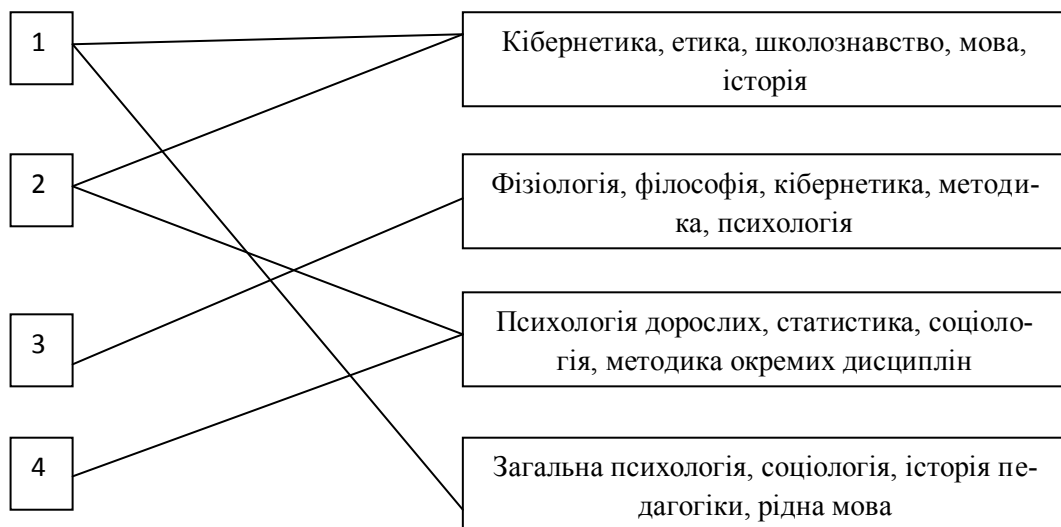 1
Кібернетика, етика, школознавство, мова,
історія
2
Фізіологія, філософія, кібернетика, методи-
ка, психологія
3
Психологія дорослих, статистика, соціоло-
гія, методика окремих дисциплін
4
Загальна психологія, соціологія, історія пе-
дагогіки, рідна мова